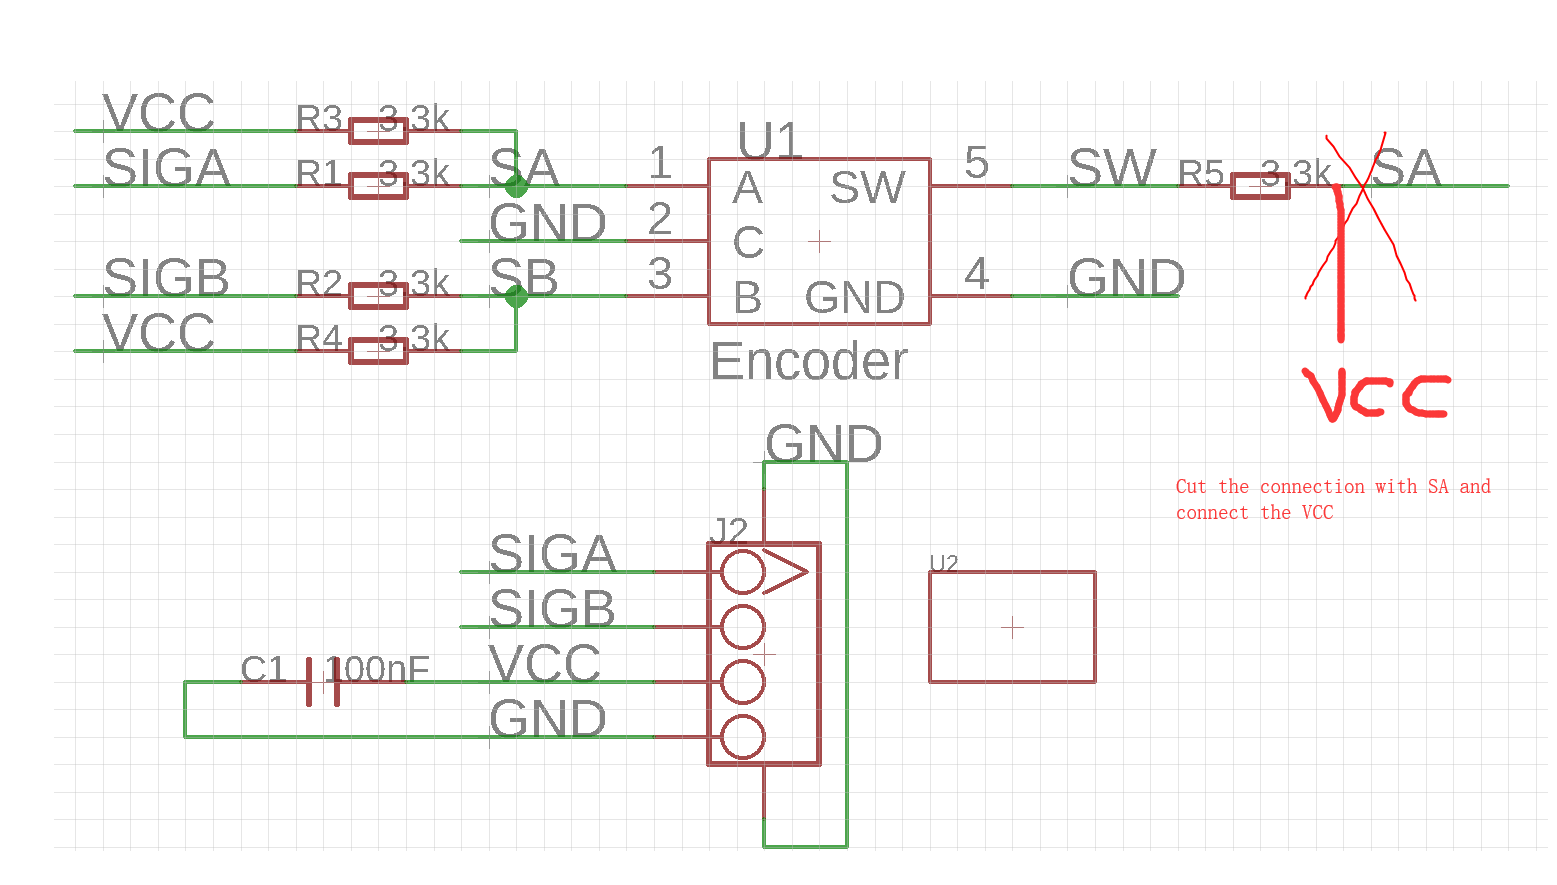 VCC R3 3.3k
U1
SIGA R1 3.3k SA 1 A SW 5 SW R5 3.3k SA
GND 2 C
SIGB R2 3.3k SB 3 B GND 4 GND
VCC R4 3.3k
Encoder
VCC
GND
Cut the connection with SA and
connect the VCC
J2
SIGA
U2
SIGB
C1 100nF VCC
GND